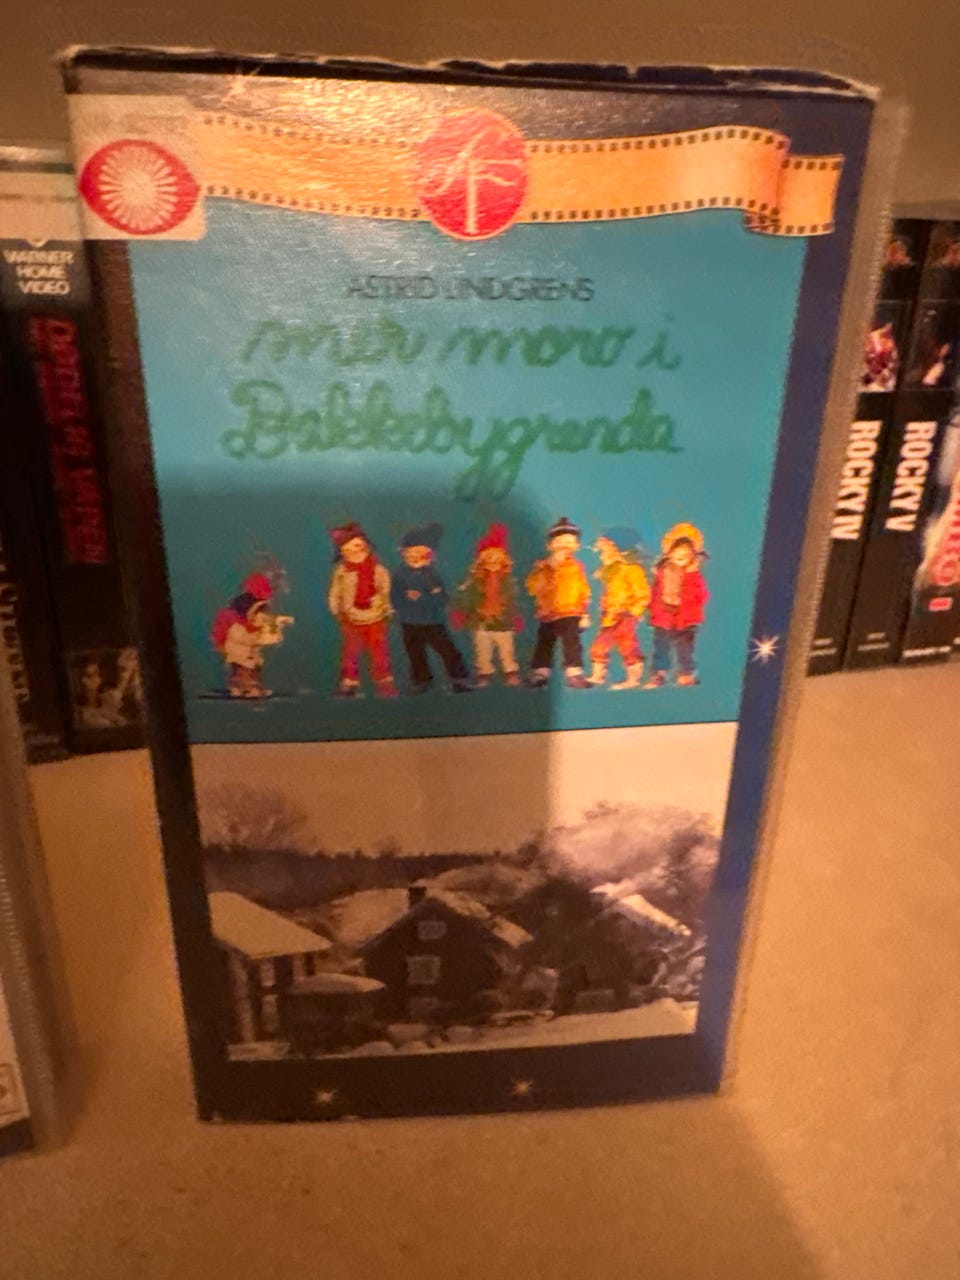 ASTRID LINDGRENS
mer moro i
Bakkebygrenda
WARNER
HOME
VIDEO
ROCKY IV
ROCKY V